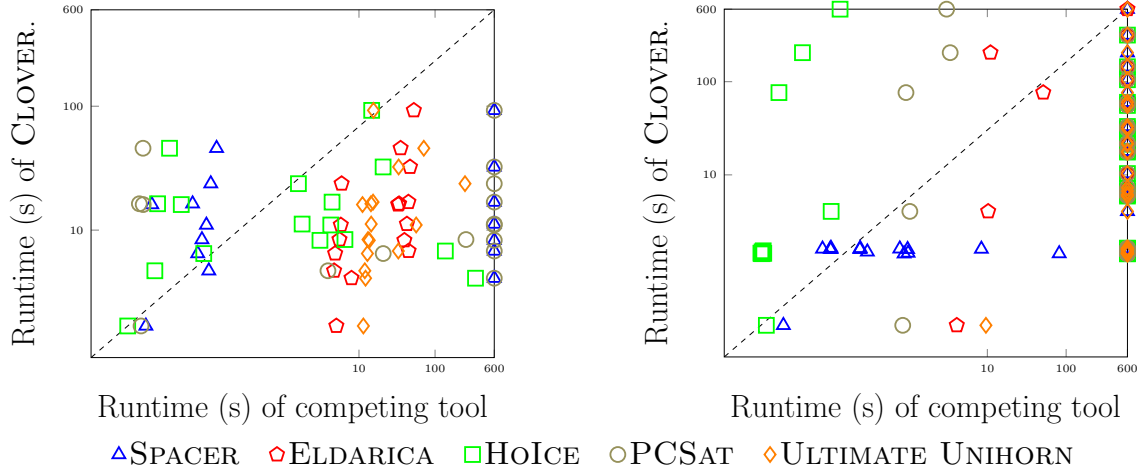 600
100
10
10
100
600
Runtime (s) of CLOVER.
Runtime (s) of competing tool
600
100
10
10
100
600
Runtime (s) of CLOVER.
Runtime (s) of competing tool
SPACER ELDARICA HOICE PCSAT ULTIMATE UNIHORN